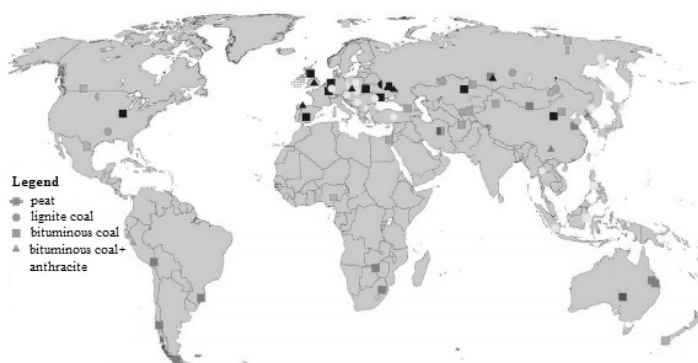 Legend
peat
lignite coal
bituminous coal
bituminous coal+
anthracite